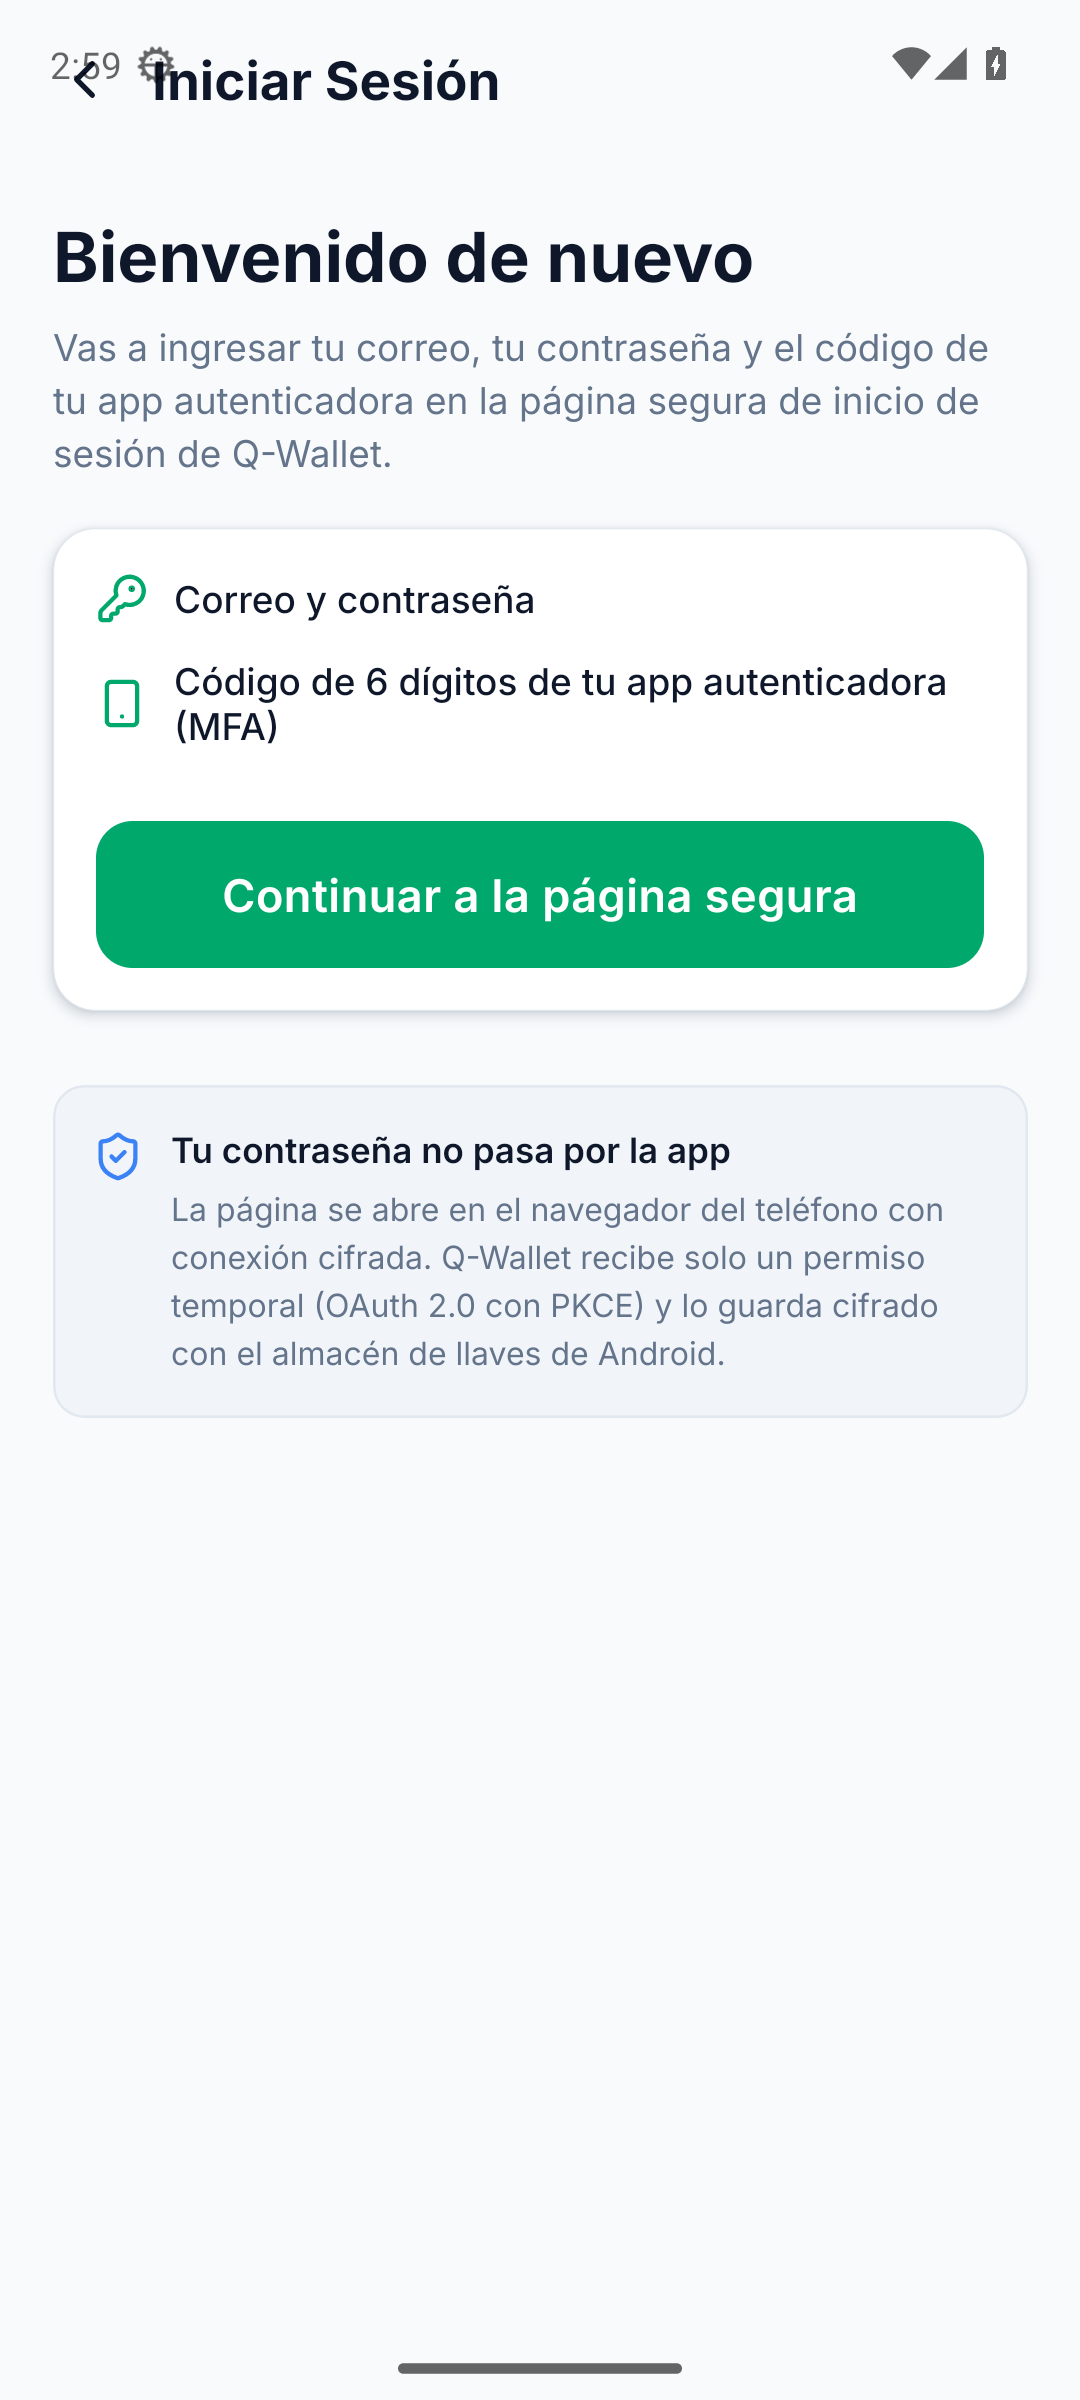 2:59
Iniciar Sesión
Bienvenido de nuevo
Vas a ingresar tu correo, tu contraseña y el código de
tu app autenticadora en la página segura de inicio de
sesión de Q-Wallet.
Correo y contraseña
Código de 6 dígitos de tu app autenticadora
(MFA)
Continuar a la página segura
Tu contraseña no pasa por la app
La página se abre en el navegador del teléfono con
conexión cifrada. Q-Wallet recibe solo un permiso
temporal (OAuth 2.0 con PKCE) y lo guarda cifrado
con el almacén de llaves de Android.